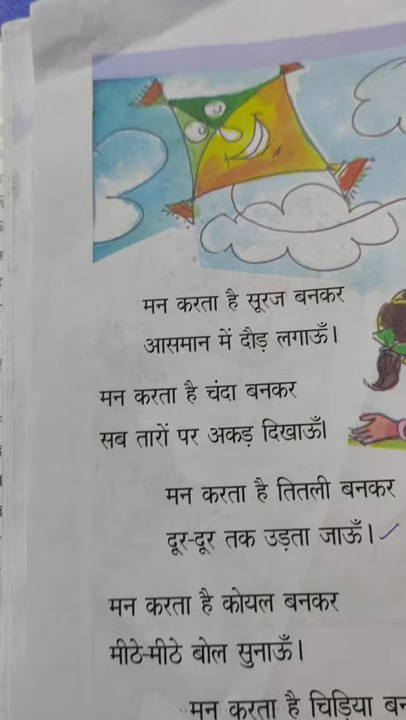 मन करता है सूरज बनकर
आसमान में दौड़ लगाऊँ।
मन करता है चंदा बनकर
सब तारों पर अकड़ दिखाऊँ।
मन करता है तितली बनकर
दूर-दूर तक उड़ता जाऊँ।
मन करता है कोयल बनकर
मीठे-मीठे बोल सुनाऊँ।
मन करता है चिड़िया